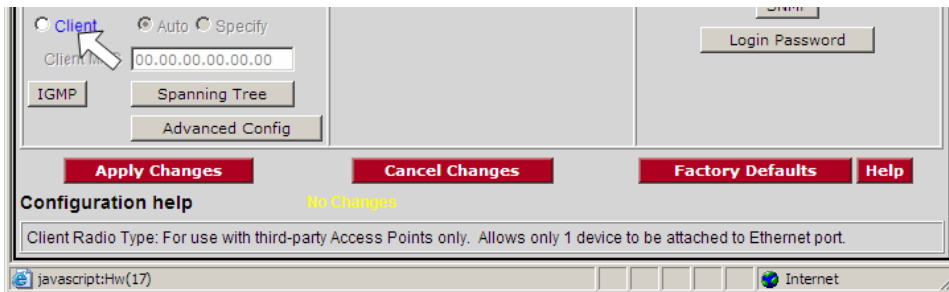 SNMP
Client Auto Specify
Login Password
Client 00.00.00.00.00.00
IGMP Spanning Tree
Advanced Config
Apply Changes Cancel Changes Factory Defaults Help
Configuration help No Changes
Client Radio Type: For use with third-party Access Points only. Allows only 1 device to be attached to Ethernet port.
javascript:Hw(17) Internet